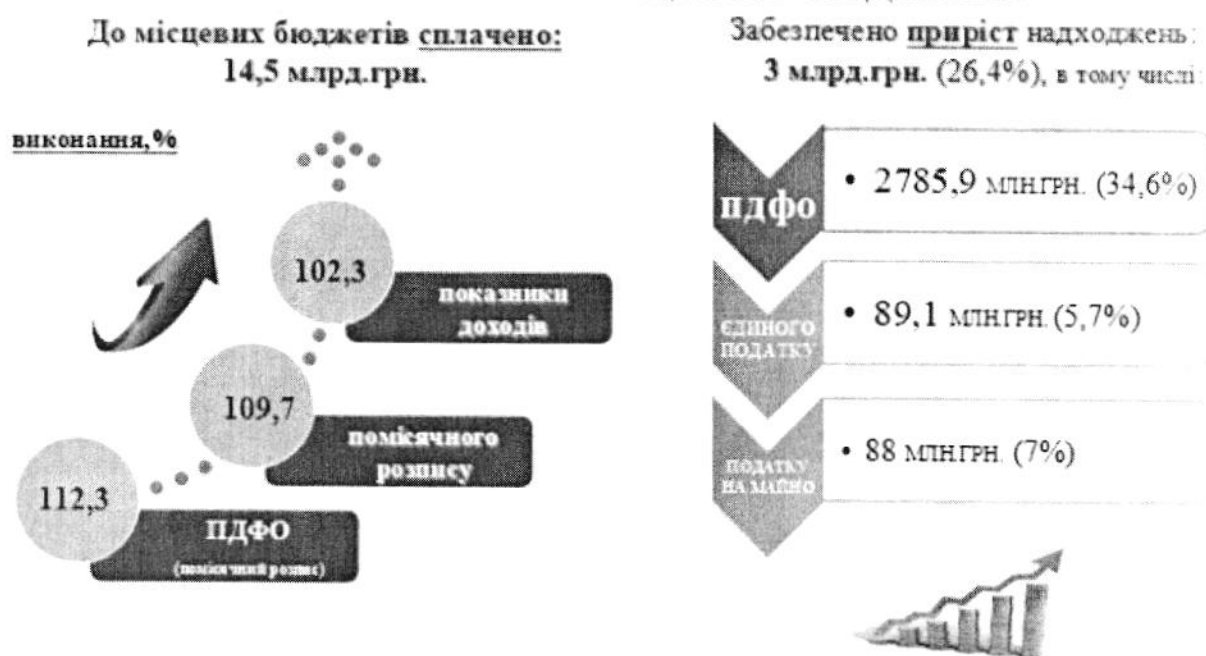 До місцевих бюджетів сплачено:
14,5 млрд.грн.
виконання,%
102,3
показники
доходів
109,7
помісячного
розпису
112,3
ПДФО
(помісячний розпис)
Забезпечено приріст надходжень:
3 млрд.грн. (26,4%), в тому числі:
пдфо
• 2785,9 млн.грн. (34,6%)
ЄДИНОГО
ПОДАТКУ
• 89,1 млн.грн. (5,7%)
ПОДАТКУ
НА МАЙНО
• 88 млн.грн. (7%)